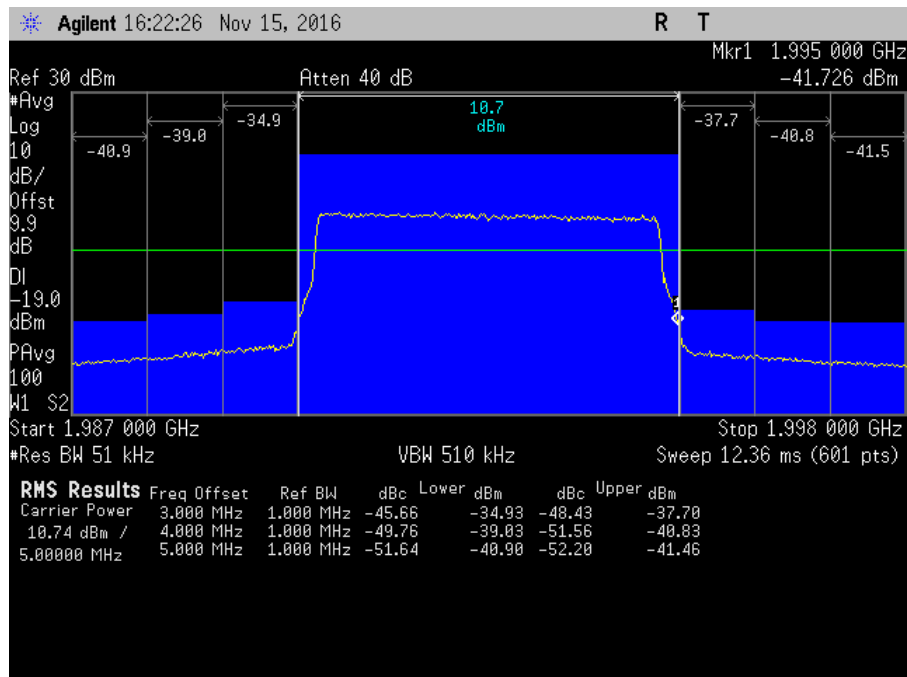 Agilent 16:22:26 Nov 15, 2016 R T
Mkr1 1.995 000 GHz
Ref 30 dBm Atten 40 dB -41.726 dBm
#Avg
Log
10
dB/
Offst
9.9
dB
DI
-19.0
dBm
PAvg
100
W1 S2
-40.9
-39.0
-34.9
10.7
dBm
-37.7
-40.8
-41.5
1
Start 1.987 000 GHz Stop 1.998 000 GHz
#Res BW 51 kHz VBW 510 kHz Sweep 12.36 ms (601 pts)
RMS Results Freq Offset Ref BW dBc Lower dBm dBc Upper dBm
Carrier Power 3.000 MHz 1.000 MHz -45.66 -34.93 -48.43 -37.70
10.74 dBm / 4.000 MHz 1.000 MHz -49.76 -39.03 -51.56 -40.83
5.00000 MHz 5.000 MHz 1.000 MHz -51.64 -40.90 -52.20 -41.46